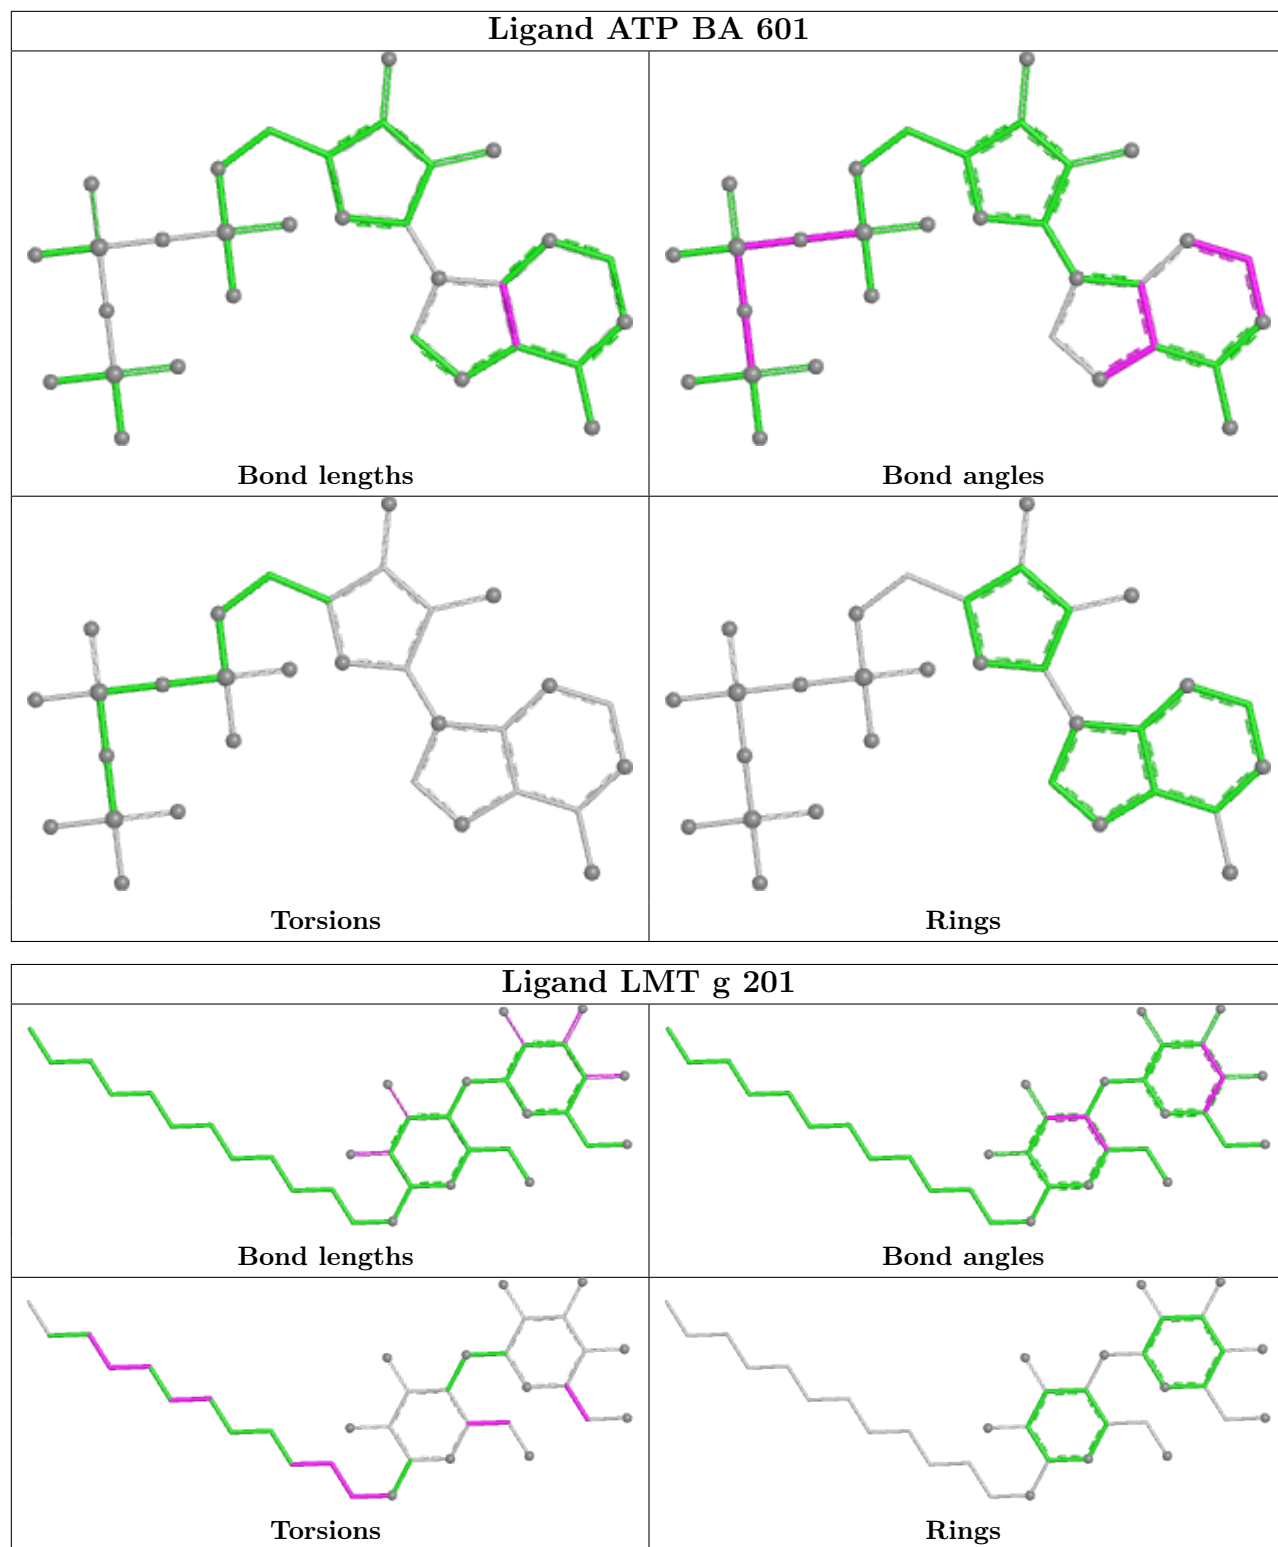 Ligand ATP BA 601
Bond lengths
Bond angles
Torsions
Rings
Ligand LMT g 201
Bond lengths
Bond angles
Torsions
Rings